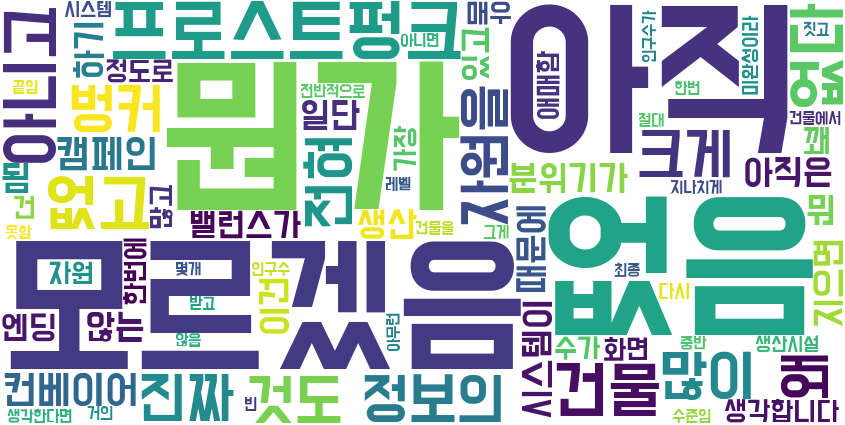 시스템
프로스트펑크
매우
아직
인구수가
짓고
아니고
하기
정도로
아니면
있고
애매함
미완성이라
없다
끝임
벙커
뭔가
전반적으로
일단
자원을
한번
절대
건물에서
됨
캠페인
전혀
가장
크게
꽤
건
없고
많고
레벨
분위기가
지나치게
아직은
못함
밸런스가
생산
건물을
그게
때문에
없음
뭐
모르겠음
자원
한번에
몇개
인구수
최종
다시
있다면
엔딩
않는
받고
이건
아무런
시스템이
수가
화면
중반
생산시설
않음
컨베이어
진짜
빈
것도
정보의
건물
많이
왜
생각한다면
거의
수준임
생각합니다